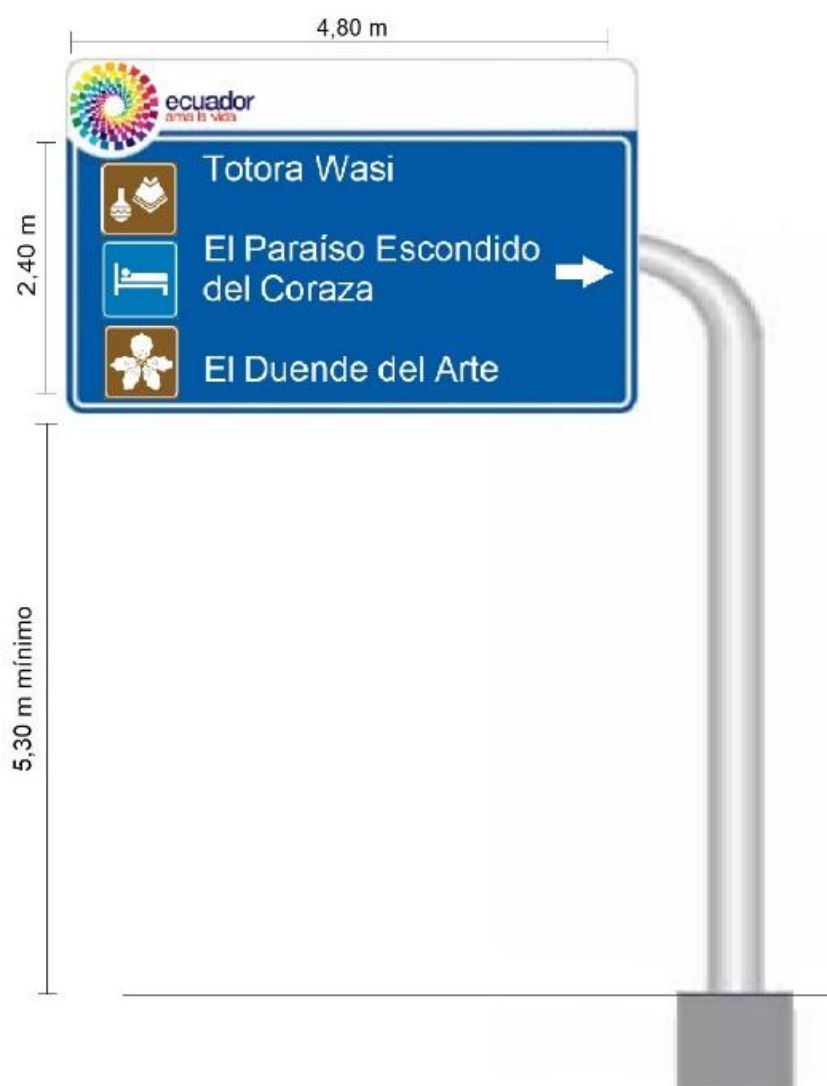 4,80 m
ecuador
ama la vida
Totora Wasi
2,40 m
El Paraíso Escondido
del Coraza
El Duende del Arte
5,30 m mínimo